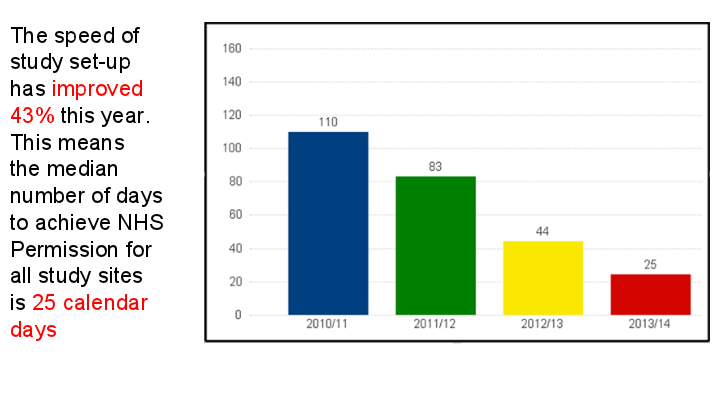 The speed of
study set-up
has improved
43% this year.
This means
the median
number of days
to achieve NHS
Permission for
all study sites
is 25 calendar
days
160
140
120
100
80
60
40
20
0
110
83
44
25
2010/11 2011/12 2012/13 2013/14